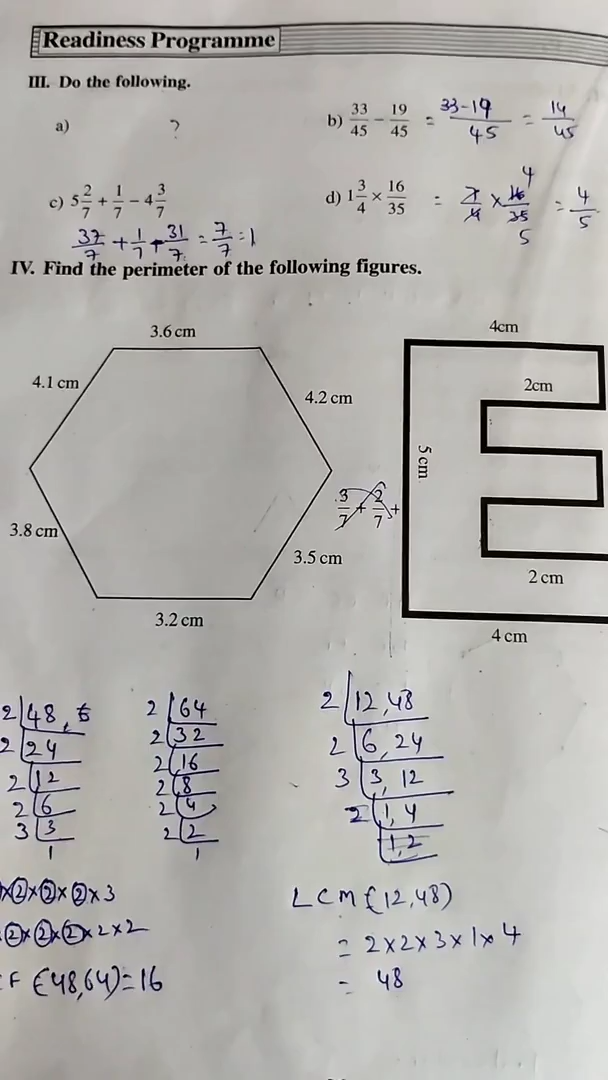 Readiness Programme
III. Do the following.
a) ?
b) 33/45 - 19/45 = 33-19/45 = 14/45
c) 5 2/7 + 1/7 - 4 3/7
37/7 + 1/7 - 31/7 = 7/7 = 1
d) 1 3/4 × 16/35 = 7/4 × 16/35 = 4/5
4
5
IV. Find the perimeter of the following figures.
3.6 cm
4.1 cm
4.2 cm
3.8 cm
3.5 cm
3.2 cm
4cm
2cm
5 cm
3/7 + 2/7 +
2 cm
4 cm
2 48,
2 24
2 12
2 6
3 3
1
2 64
2 32
2 16
2 8
2 4
2 2
1
2 12, 48
2 6, 24
3 3, 12
2 1, 4
1, 2
×2×2×2×3
2×2×2×2×2
CF (48,64) = 16
LCM (12,48)
= 2×2×3×1×4
= 48